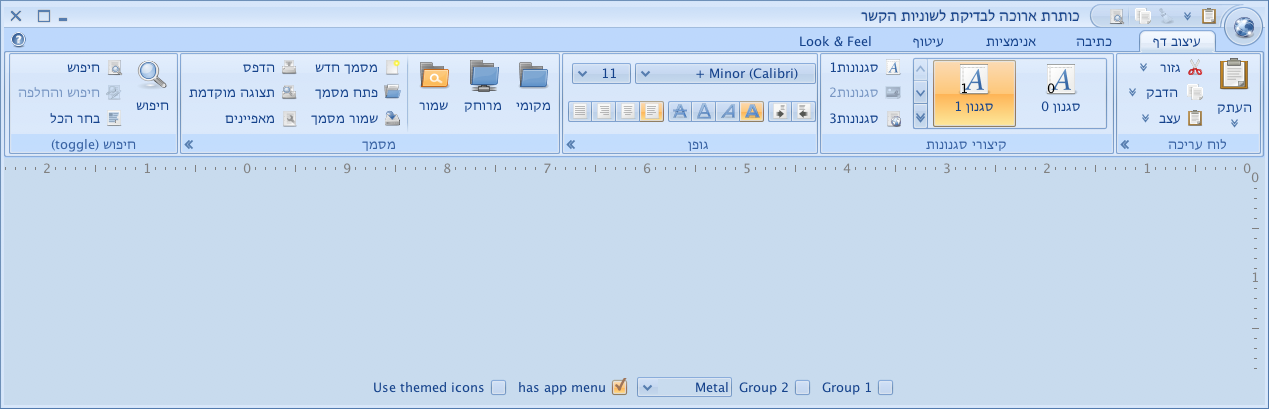 כותרת ארוכה לבדיקת לשוניות הקשר
עיצוב דף
כתיבה
אנימציות
עיטוף
Look & Feel
העתק
גזור
הדבק
עצב
לוח עריכה
סגנון 0
סגנון 1
סגנונות1
סגנונות2
סגנונות3
קיצורי סגנונות
+ Minor (Calibri)
11
גופן
מקומי
מרוחק
שמור
מסמך חדש
פתח מסמך
שמור מסמך
הדפס
תצוגה מוקדמת
מאפיינים
מסמך
חיפוש
חיפוש
חיפוש והחלפה
בחר הכל
חיפוש (toggle)
0 1 2 3 4 5 6 7 8 9 0 1 2
0
1
Group 1
Group 2
Metal
has app menu
Use themed icons